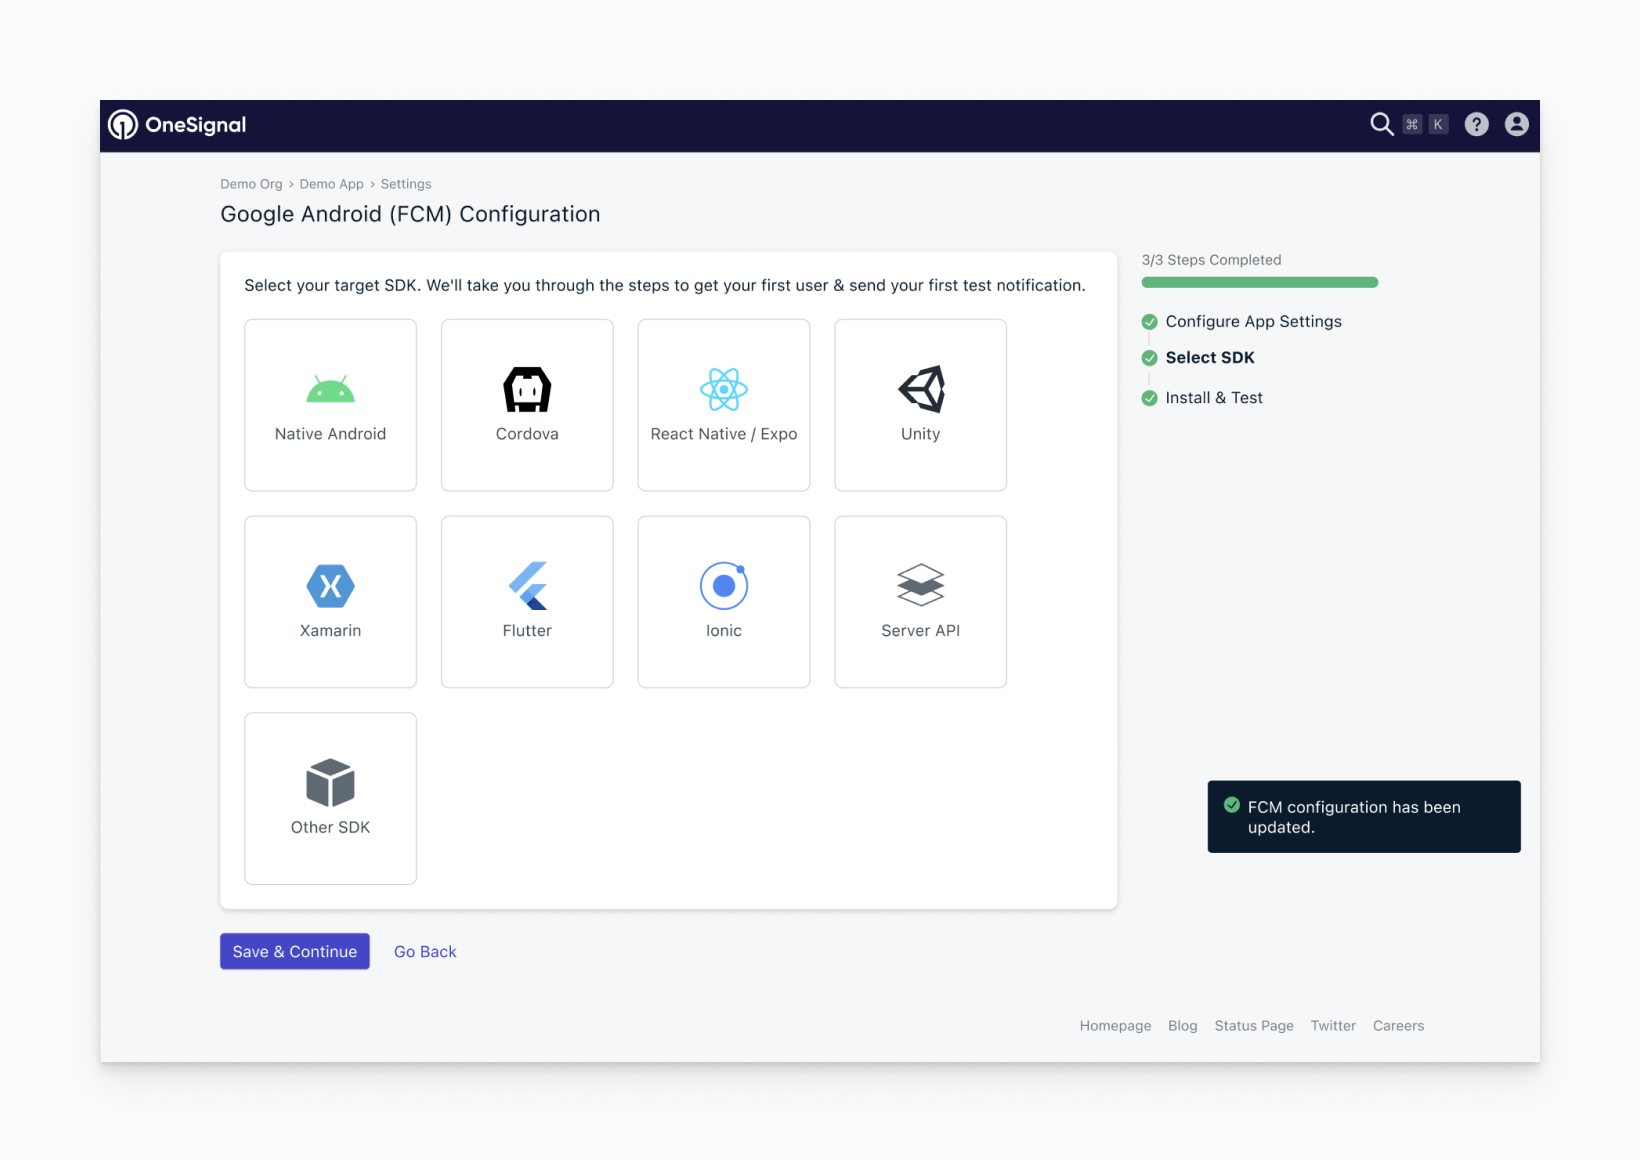 OneSignal
⌘ K ?
Demo Org › Demo App › Settings
Google Android (FCM) Configuration
Select your target SDK. We'll take you through the steps to get your first user & send your first test notification.
Native Android
Cordova
React Native / Expo
Unity
Xamarin
Flutter
Ionic
Server API
Other SDK
3/3 Steps Completed
Configure App Settings
Select SDK
Install & Test
FCM configuration has been
updated.
Save & Continue
Go Back
Homepage Blog Status Page Twitter Careers